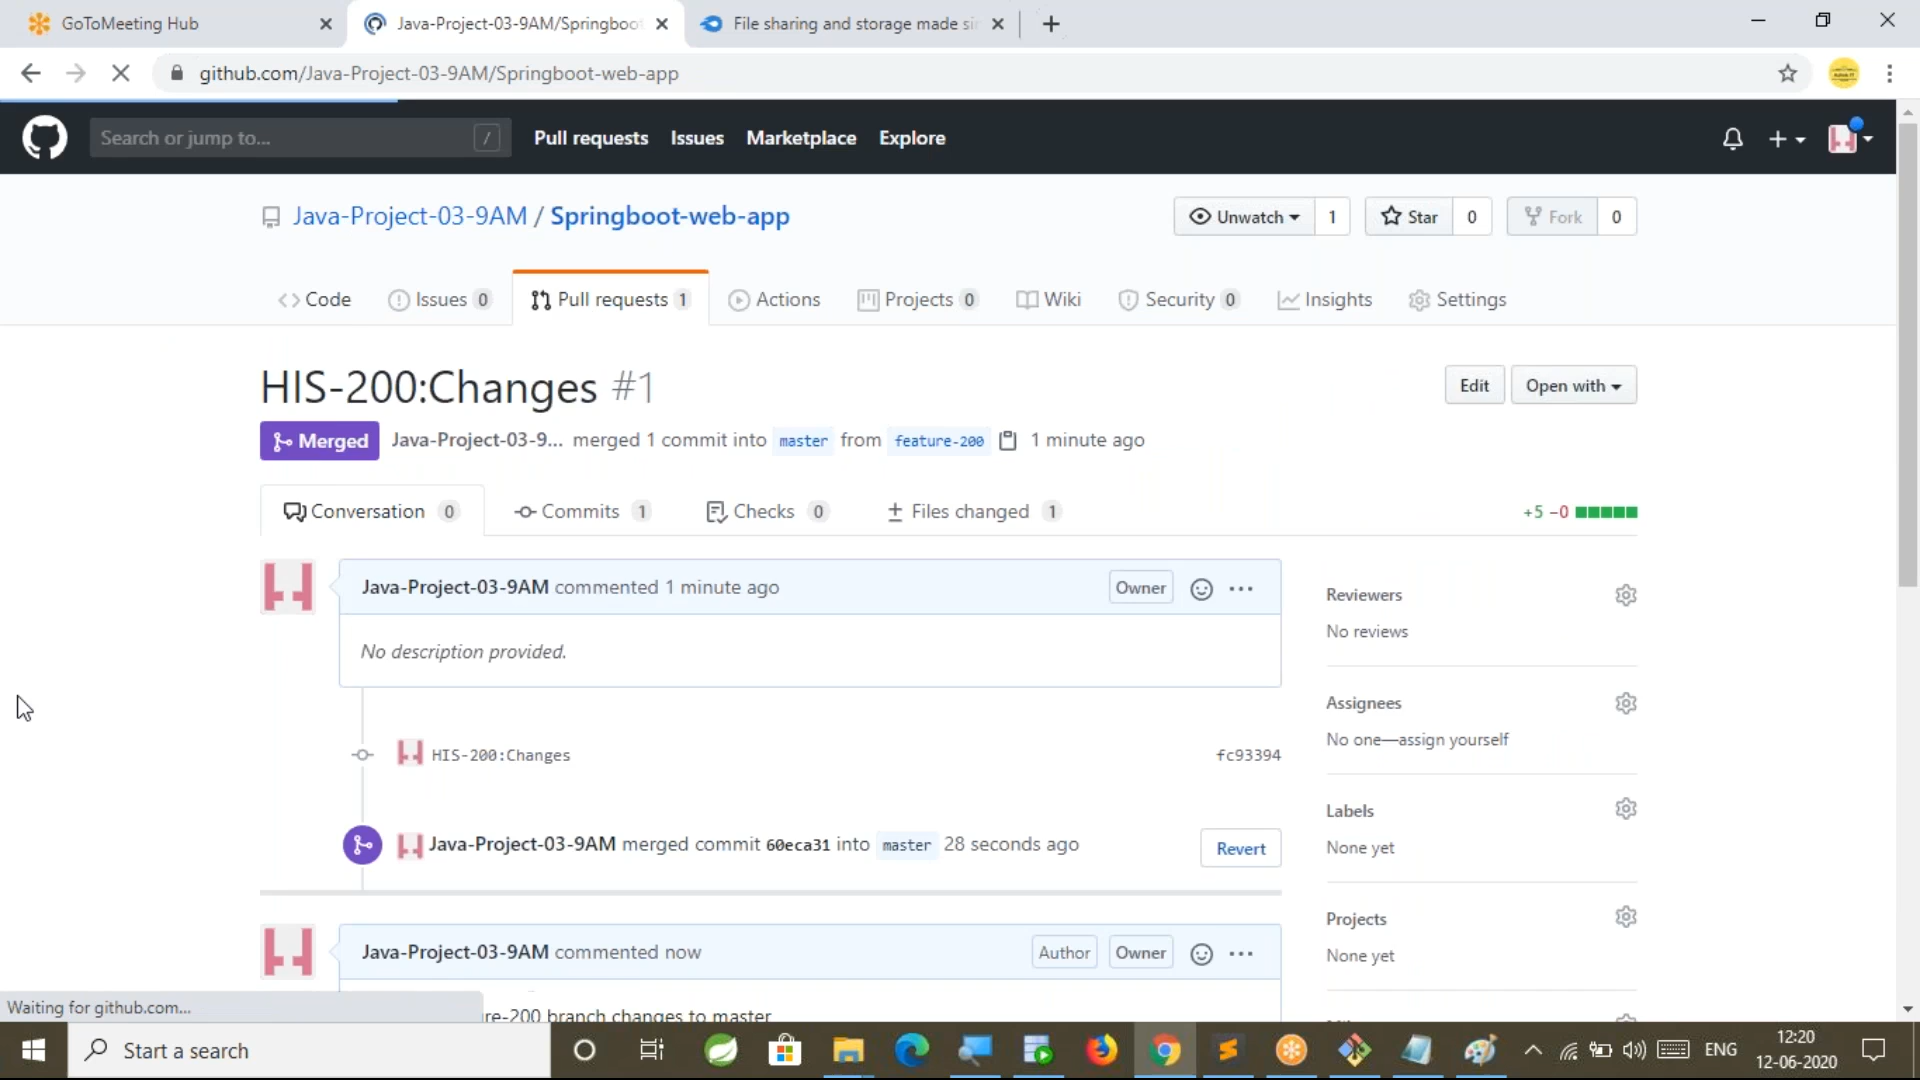 GoToMeeting Hub
Java-Project-03-9AM/Springboot
File sharing and storage made si
github.com/Java-Project-03-9AM/Springboot-web-app
Search or jump to...
/
Pull requests
Issues
Marketplace
Explore
Java-Project-03-9AM / Springboot-web-app
Unwatch 1
Star 0
Fork 0
Code
Issues 0
Pull requests 1
Actions
Projects 0
Wiki
Security 0
Insights
Settings
HIS-200:Changes #1
Edit
Open with
Merged Java-Project-03-9... merged 1 commit into master from feature-200 1 minute ago
Conversation 0
Commits 1
Checks 0
Files changed 1
+5 −0
Java-Project-03-9AM commented 1 minute ago
Owner
No description provided.
HIS-200:Changes
fc93394
Java-Project-03-9AM merged commit 60eca31 into master 28 seconds ago
Revert
Java-Project-03-9AM commented now
Author
Owner
re-200 branch changes to master
Reviewers
No reviews
Assignees
No one—assign yourself
Labels
None yet
Projects
None yet
Waiting for github.com...
Start a search
ENG
12:20
12-06-2020